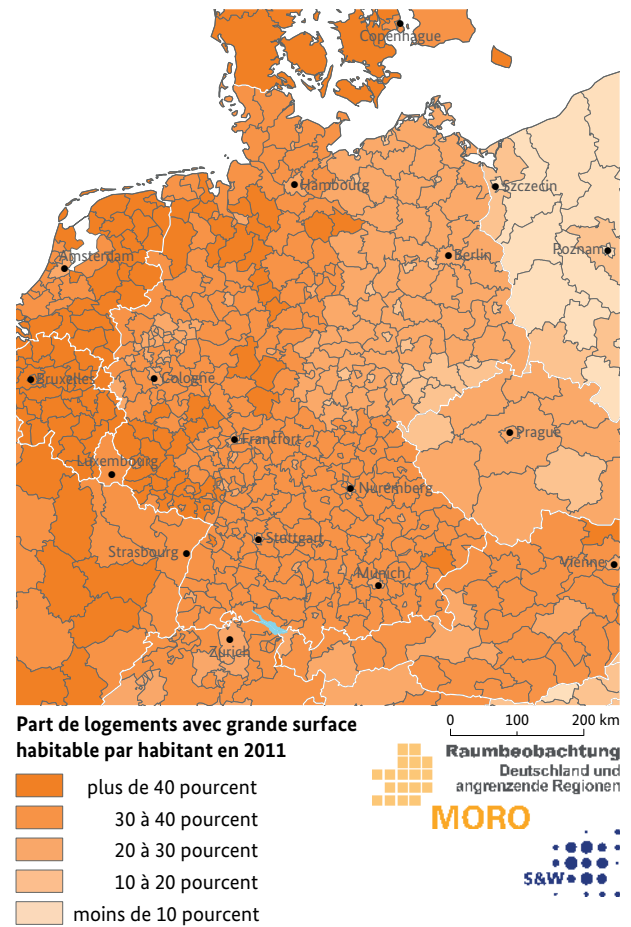 Copenhague
Hambourg
Szczecin
Amsterdam
Berlin
Poznam
Bruxelles
Cologne
Francfort
Prague
Luxembourg
Nuremberg
Strasbourg
Stuttgart
Vienne
Munich
Zurich
Part de logements avec grande surface
habitable par habitant en 2011
0 100 200 km
plus de 40 pourcent
30 à 40 pourcent
20 à 30 pourcent
10 à 20 pourcent
moins de 10 pourcent
Raumbeobachtung
Deutschland und
angrenzende Regionen
MORO
S&W